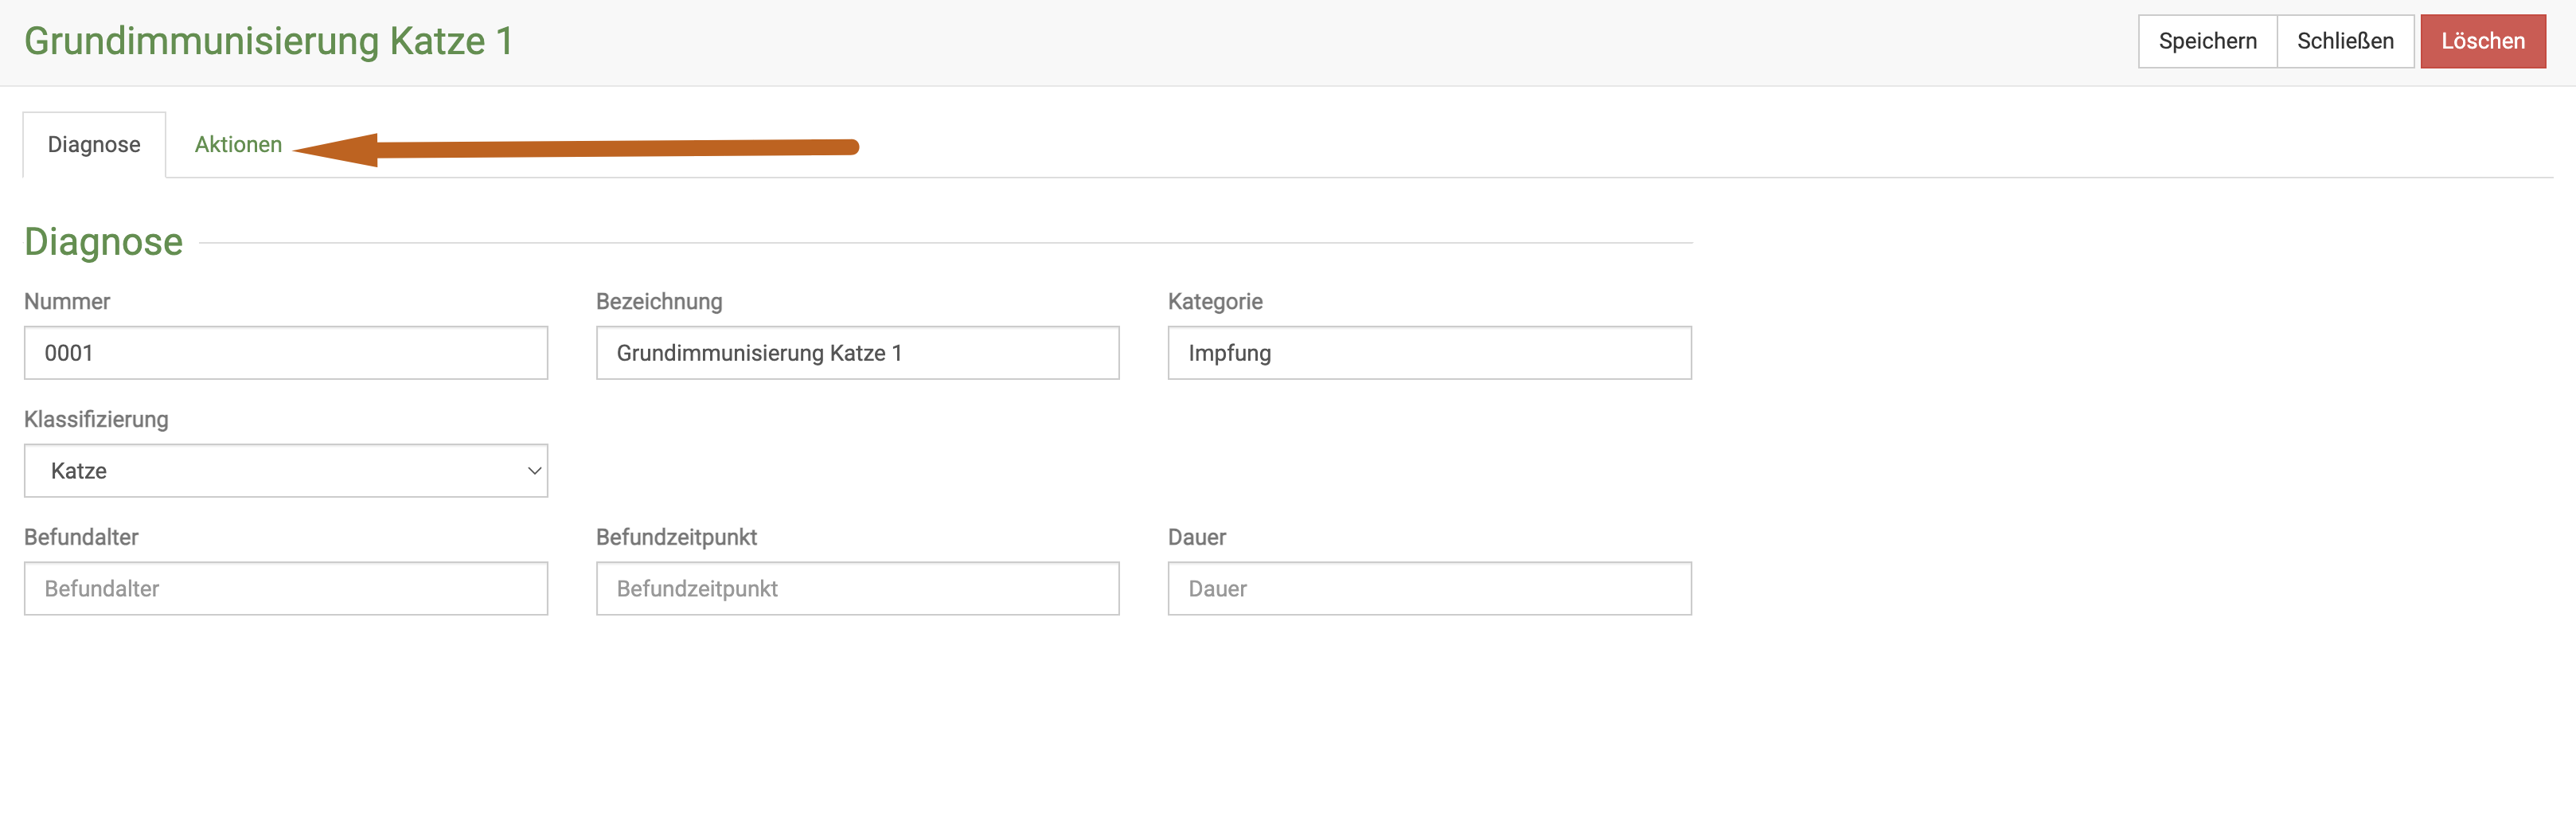 Grundimmunisierung Katze 1
Speichern Schließen Löschen
Diagnose Aktionen
Diagnose
Nummer Bezeichnung Kategorie
0001 Grundimmunisierung Katze 1 Impfung
Klassifizierung
Katze
Befundalter Befundzeitpunkt Dauer
Befundalter Befundzeitpunkt Dauer